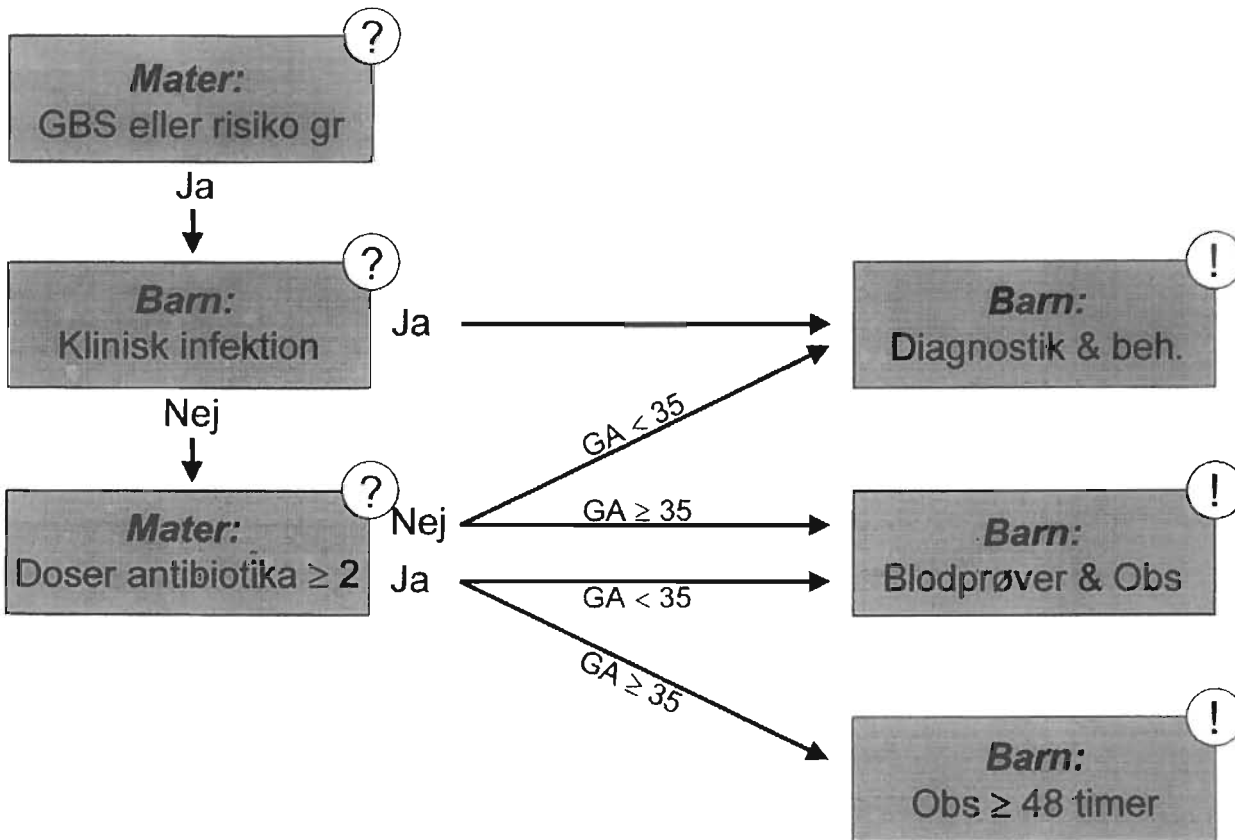 ?
Mater:
GBS eller risiko gr
Ja
?
Barn:
Klinisk infektion
Ja
!
Barn:
Diagnostik & beh.
Nej
GA < 35
?
Mater:
Doser antibiotika ≥ 2
Nej
GA ≥ 35
!
Barn:
Blodprøver & Obs
Ja
GA < 35
GA ≥ 35
!
Barn:
Obs ≥ 48 timer